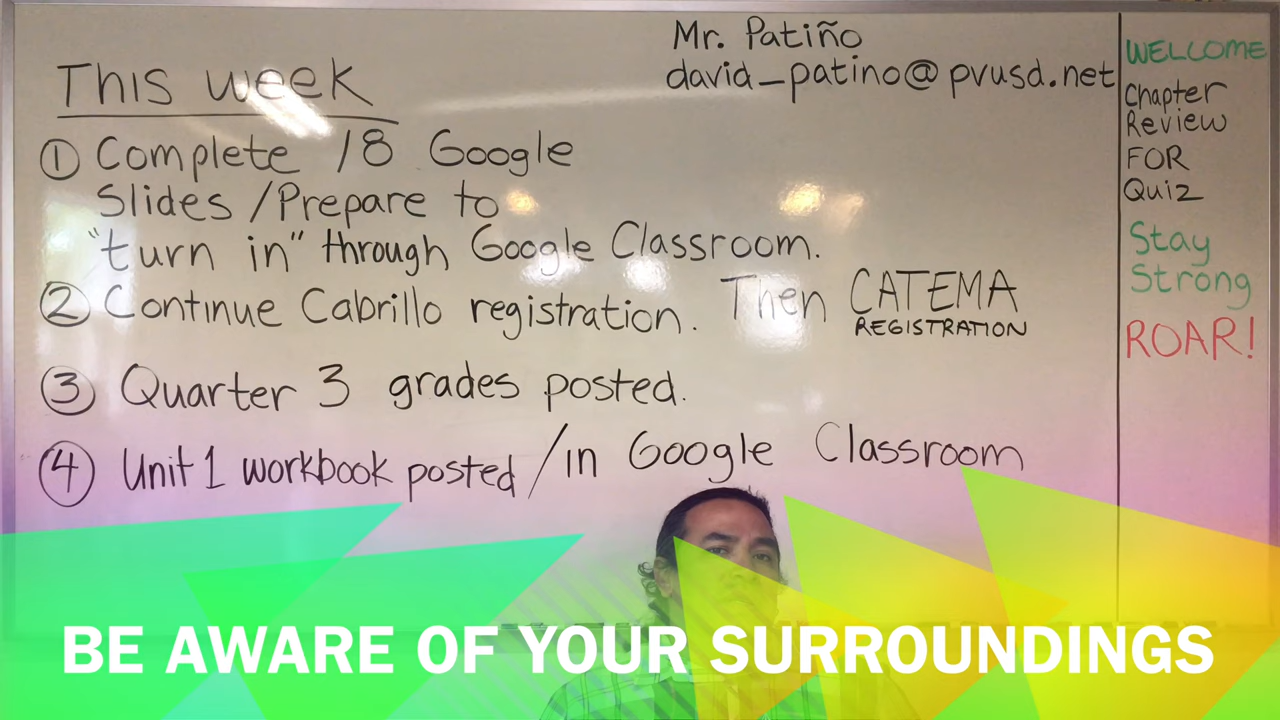 This week
① Complete /8 Google
Slides /Prepare to
"turn in" through Google Classroom.
② Continue Cabrillo registration. Then CATEMA
REGISTRATION
③ Quarter 3 grades posted.
④ Unit 1 workbook posted /in Google Classroom
Mr. Patiño
david_patino@pvusd.net
WELCOME
Chapter
Review
FOR
Quiz
Stay
Strong
ROAR!
BE AWARE OF YOUR SURROUNDINGS